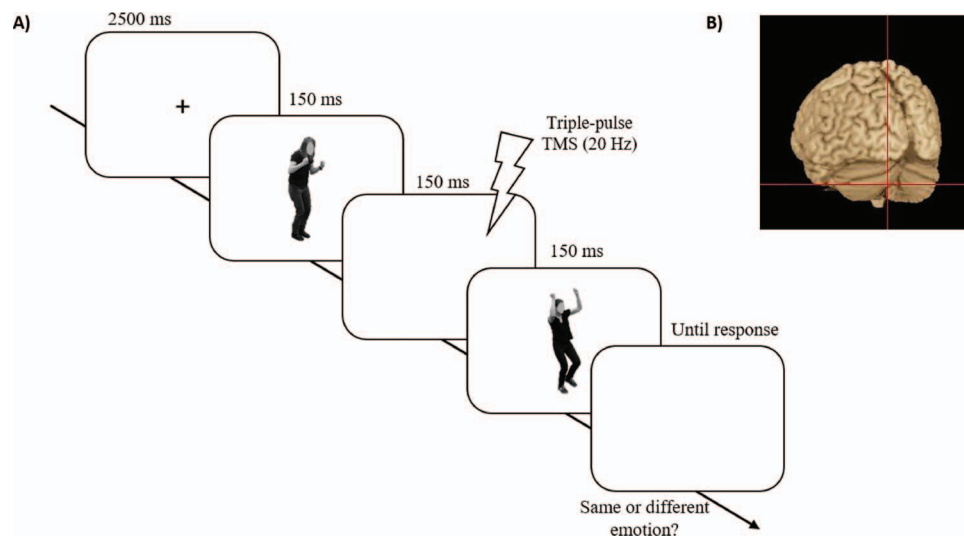 A)
2500 ms
+
150 ms
Triple-pulse
TMS (20 Hz)
150 ms
150 ms
Until response
Same or different
emotion?
B)